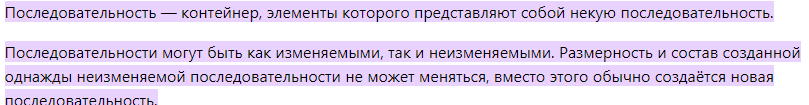 Последовательность — контейнер, элементы которого представляют собой некую последовательность.
Последовательности могут быть как изменяемыми, так и неизменяемыми. Размерность и состав созданной
однажды неизменяемой последовательности не может меняться, вместо этого обычно создаётся новая
последовательность.